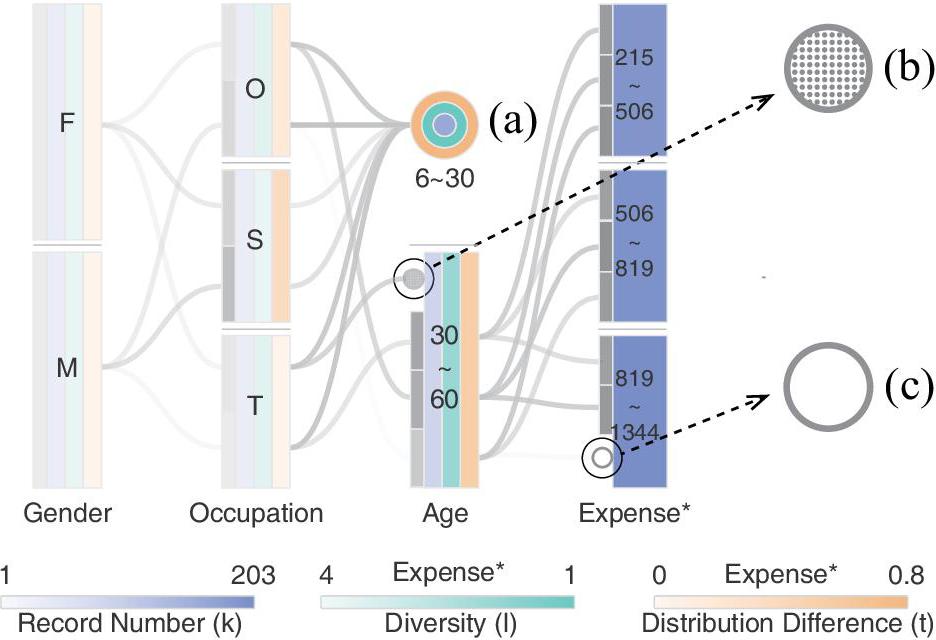 F
M
Gender
O
S
T
Occupation
(a)
6~30
30
~
60
Age
215
~
506
506
~
819
819
~
1344
Expense*
(b)
(c)
1 203
Record Number (k)
4 Expense* 1
Diversity (l)
0 Expense* 0.8
Distribution Difference (t)